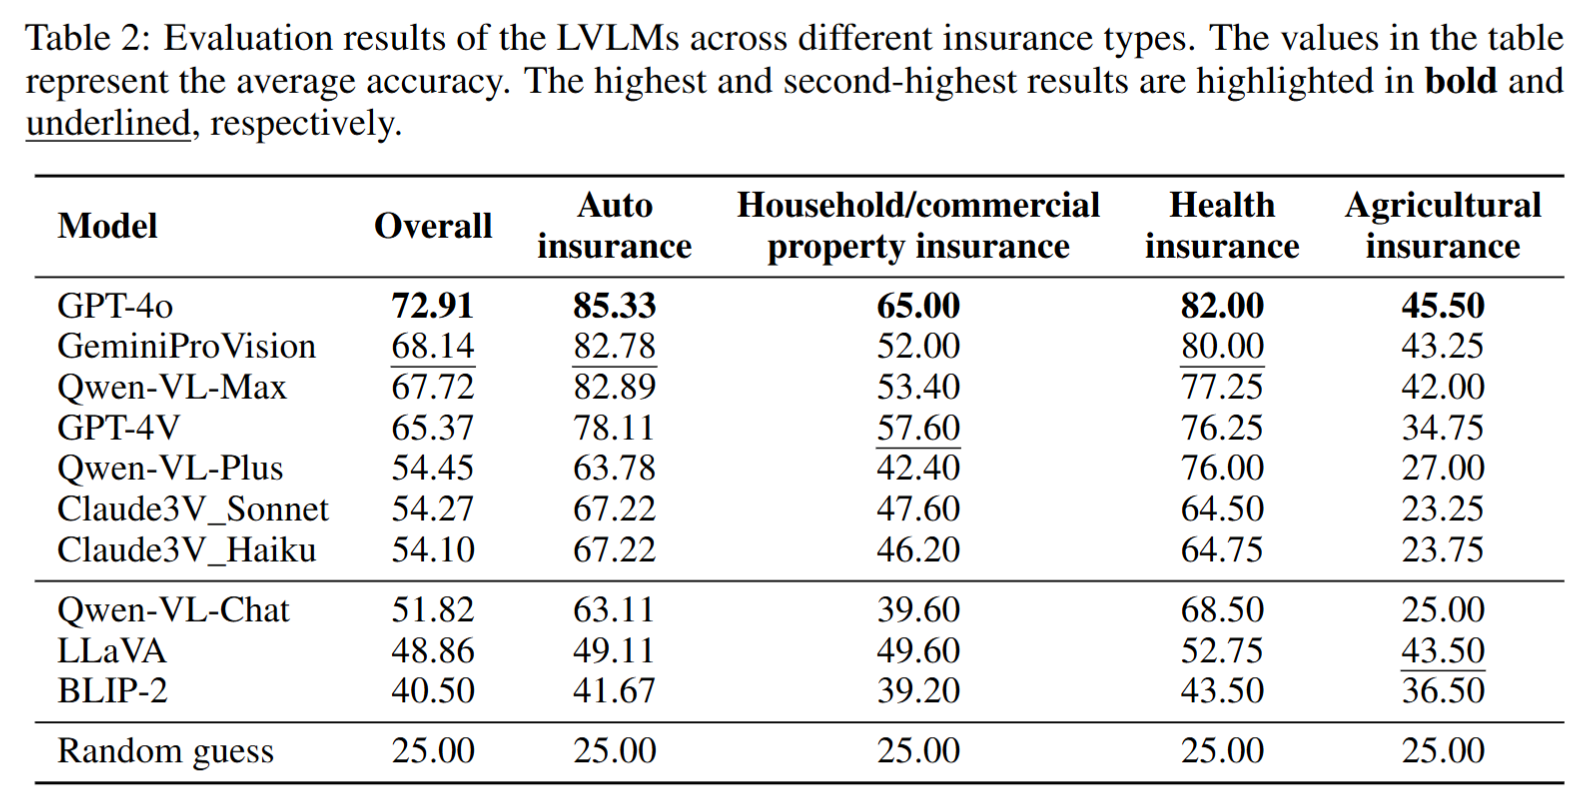 Table 2: Evaluation results of the LVLMs across different insurance types. The values in the table
represent the average accuracy. The highest and second-highest results are highlighted in bold and
underlined, respectively.
Model Overall Auto insurance Household/commercial property insurance Health insurance Agricultural insurance
GPT-4o 72.91 85.33 65.00 82.00 45.50
GeminiProVision 68.14 82.78 52.00 80.00 43.25
Qwen-VL-Max 67.72 82.89 53.40 77.25 42.00
GPT-4V 65.37 78.11 57.60 76.25 34.75
Qwen-VL-Plus 54.45 63.78 42.40 76.00 27.00
Claude3V_Sonnet 54.27 67.22 47.60 64.50 23.25
Claude3V_Haiku 54.10 67.22 46.20 64.75 23.75
Qwen-VL-Chat 51.82 63.11 39.60 68.50 25.00
LLaVA 48.86 49.11 49.60 52.75 43.50
BLIP-2 40.50 41.67 39.20 43.50 36.50
Random guess 25.00 25.00 25.00 25.00 25.00